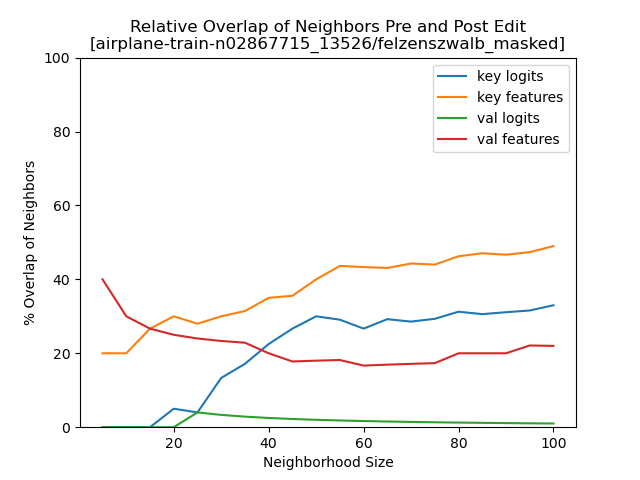 Relative Overlap of Neighbors Pre and Post Edit
[airplane-train-n02867715_13526/felzenszwalb_masked]
key logits
key features
val logits
val features
% Overlap of Neighbors
100
80
60
40
20
0
20 40 60 80 100
Neighborhood Size